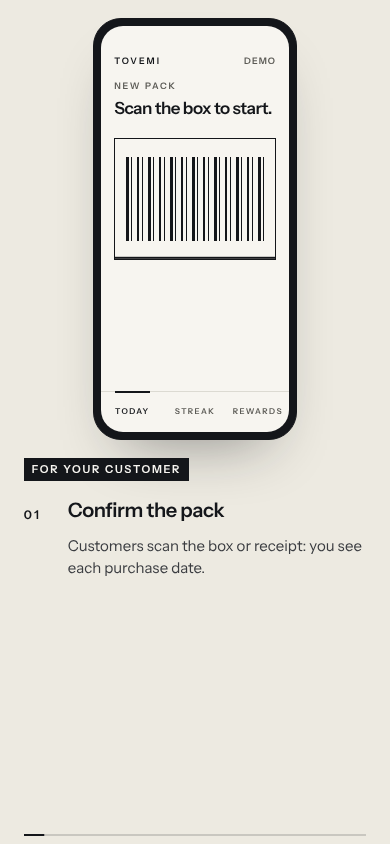 TOVEMI DEMO
NEW PACK
Scan the box to start.
TODAY STREAK REWARDS
FOR YOUR CUSTOMER
01 Confirm the pack
Customers scan the box or receipt: you see
each purchase date.